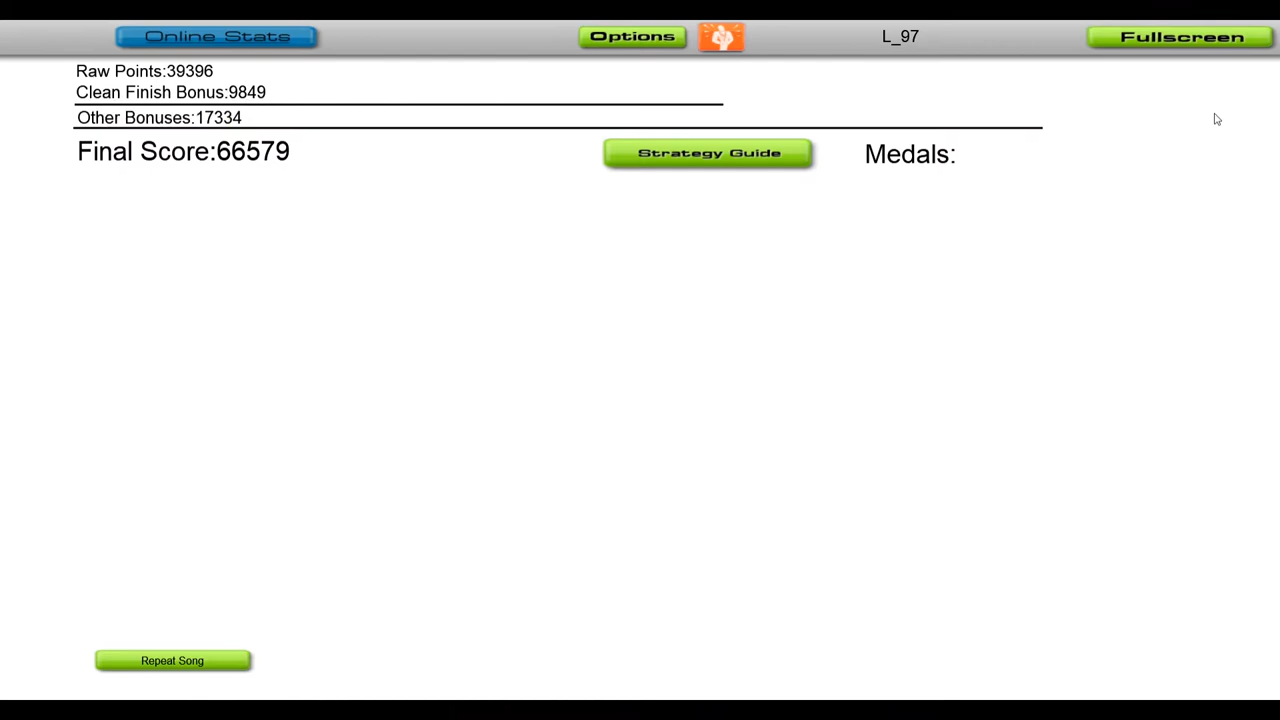 Online Stats
Options
L_97
Fullscreen
Raw Points:39396
Clean Finish Bonus:9849
Other Bonuses:17334
Final Score:66579
Strategy Guide
Medals:
Repeat Song